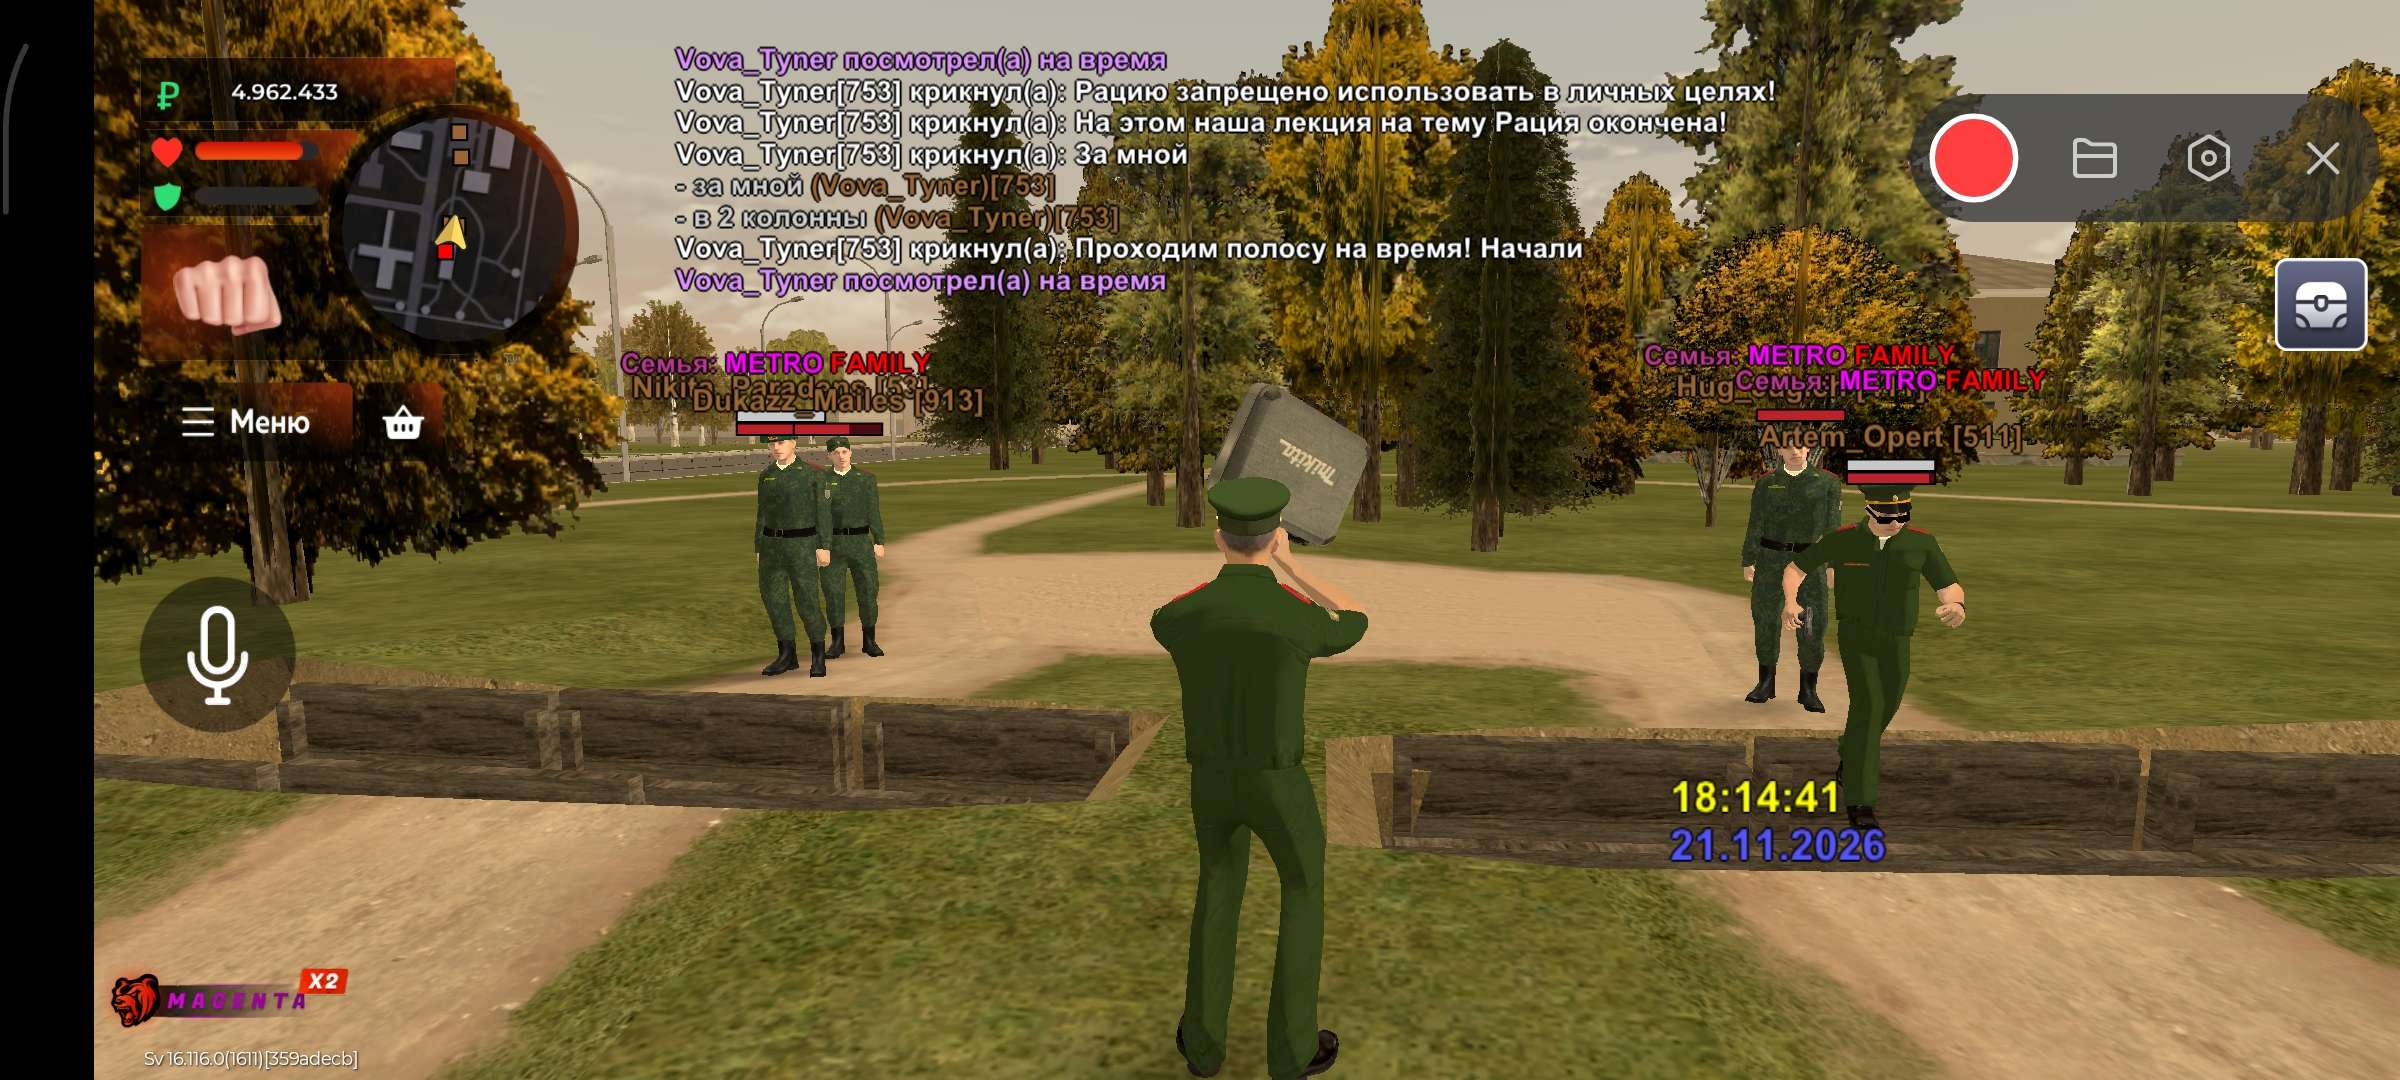 Vova_Tyner посмотрел(а) на время
4.962.433
Vova_Tyner[753] крикнул(а): Рацию запрещено использовать в личных целях!
Vova_Tyner[753] крикнул(а): На этом наша лекция на тему Рация окончена!
Vova_Tyner[753] крикнул(а): За мной
- за мной (Vova_Tyner)[753]
- в 2 колонны (Vova_Tyner)[753]
Vova_Tyner[753] крикнул(а): Проходим полосу на время! Начали
Vova_Tyner посмотрел(а) на время
Семья: METRO FAMILY
Dukazz_Mailes [913]
Семья: METRO FAMILY
Семья: METRO FAMILY
Artem_Opert [511]
Меню
mikita
18:14:41
21.11.2026
X2
MAGENTA
Sv 16.116.0(1611)[359adecb]